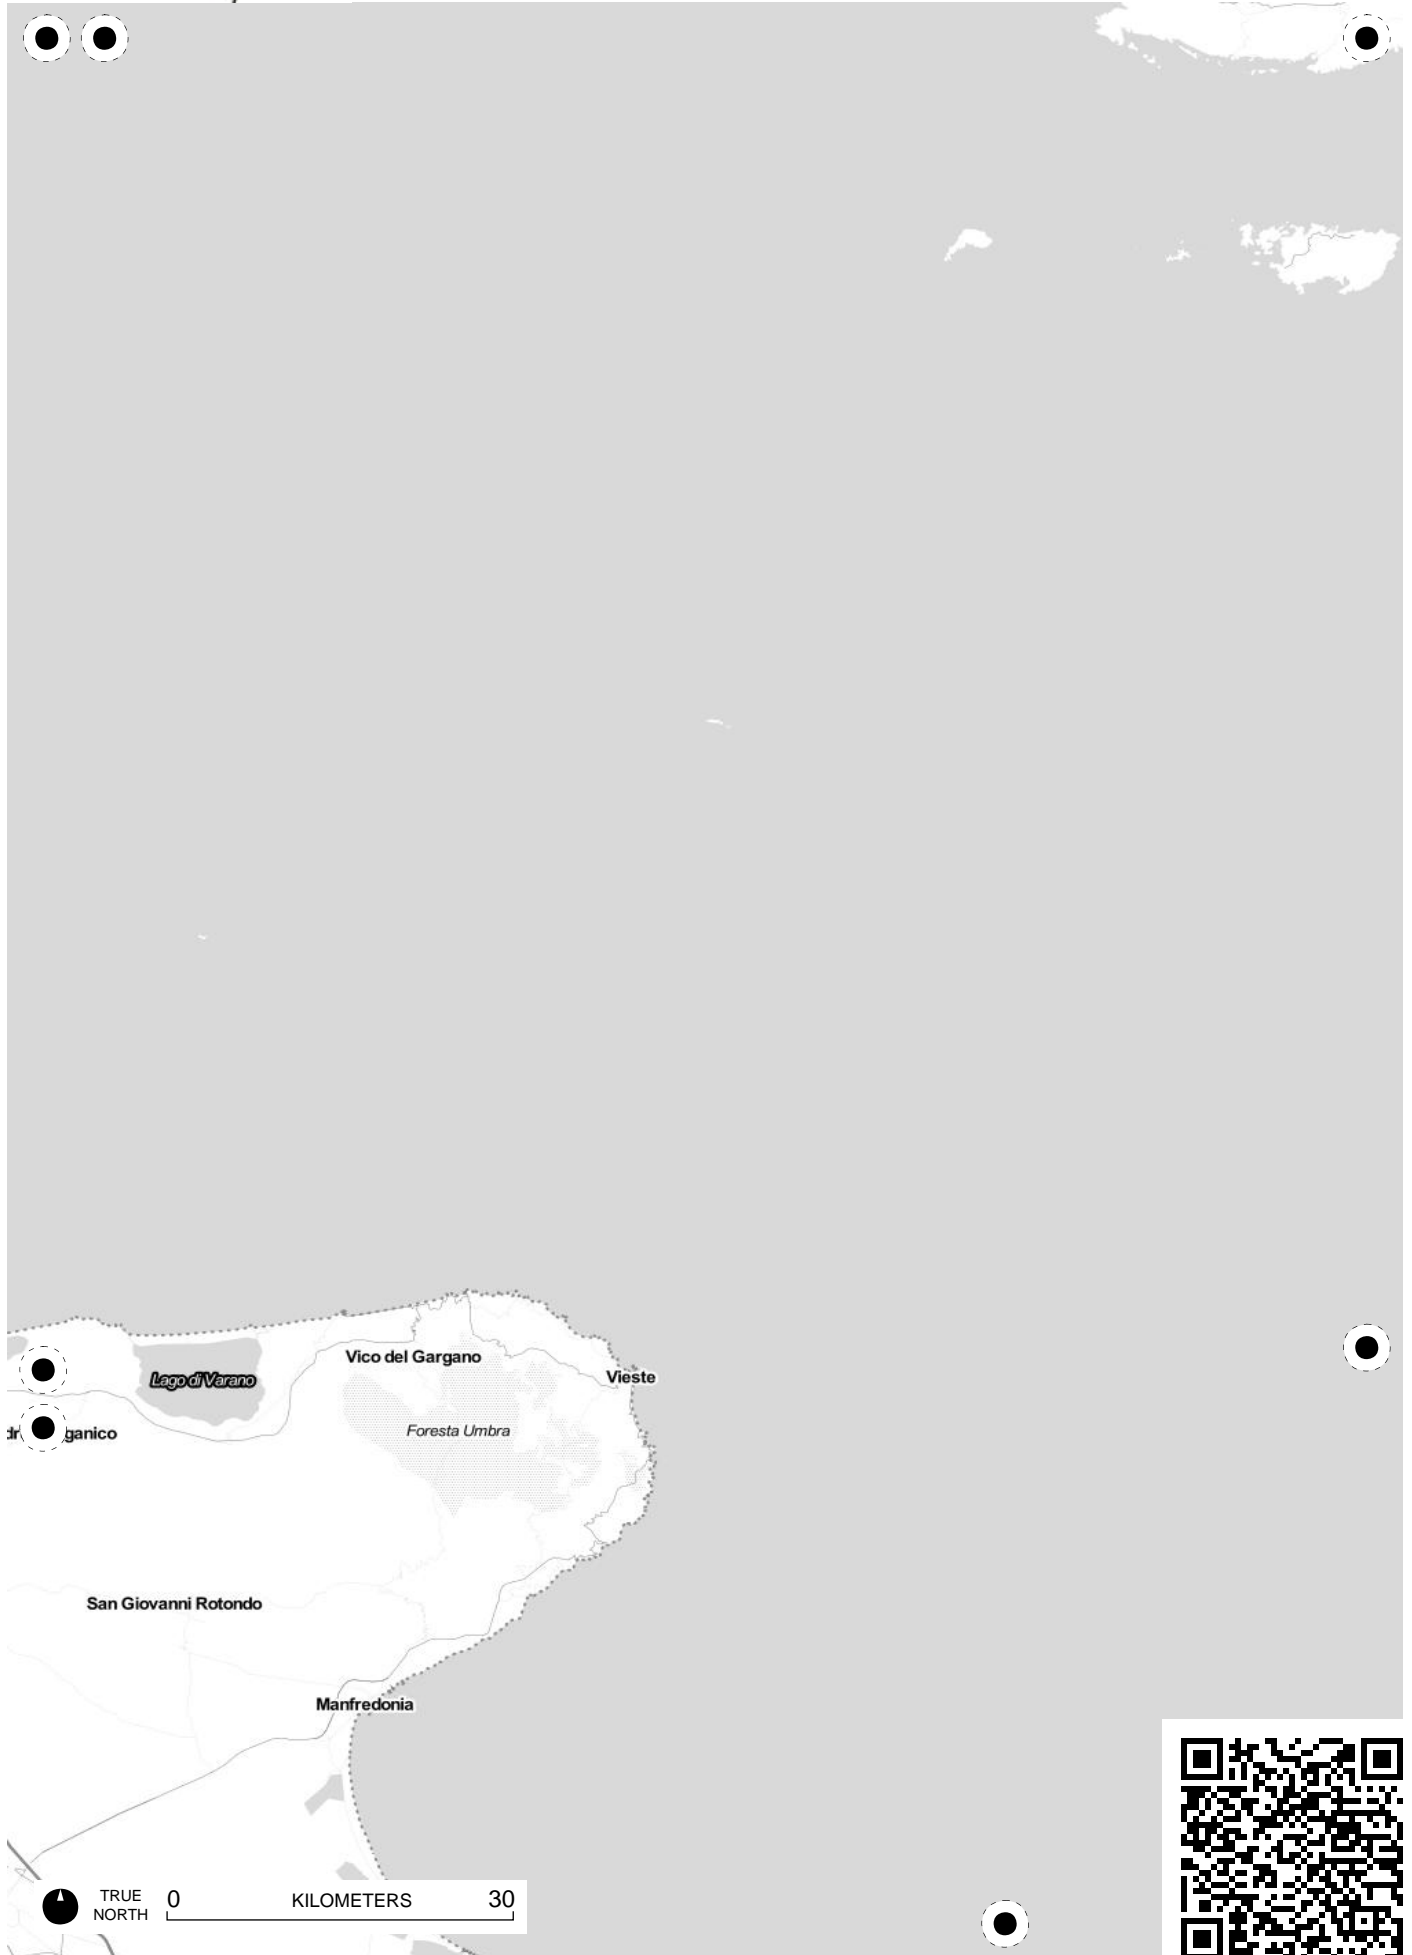 Vico del Gargano
Lago di Varano
Vieste
Foresta Umbra
ganico
San Giovanni Rotondo
Manfredonia
TRUE NORTH
0 KILOMETERS 30